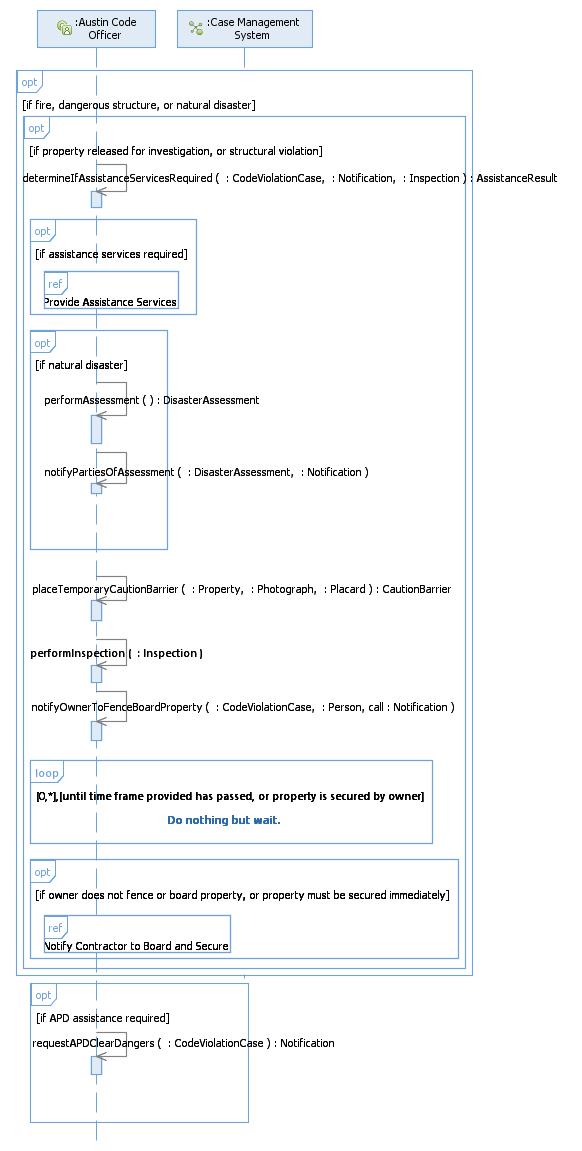 :Austin Code
Officer
:Case Management
System
opt
[if fire, dangerous structure, or natural disaster]
opt
[if property released for investigation, or structural violation]
determineIfAssistanceServicesRequired ( : CodeViolationCase, : Notification, : Inspection ) : AssistanceResult
opt
[if assistance services required]
ref
Provide Assistance Services
opt
[if natural disaster]
performAssessment ( ) : DisasterAssessment
notifyPartiesOfAssessment ( : DisasterAssessment, : Notification )
placeTemporaryCautionBarrier ( : Property, : Photograph, : Placard ) : CautionBarrier
performInspection ( : Inspection )
notifyOwnerToFenceBoardProperty ( : CodeViolationCase, : Person, call : Notification )
loop
[0,*],[until time frame provided has passed, or property is secured by owner]
Do nothing but wait.
opt
[if owner does not fence or board property, or property must be secured immediately]
ref
Notify Contractor to Board and Secure
opt
[if APD assistance required]
requestAPDClearDangers ( : CodeViolationCase ) : Notification